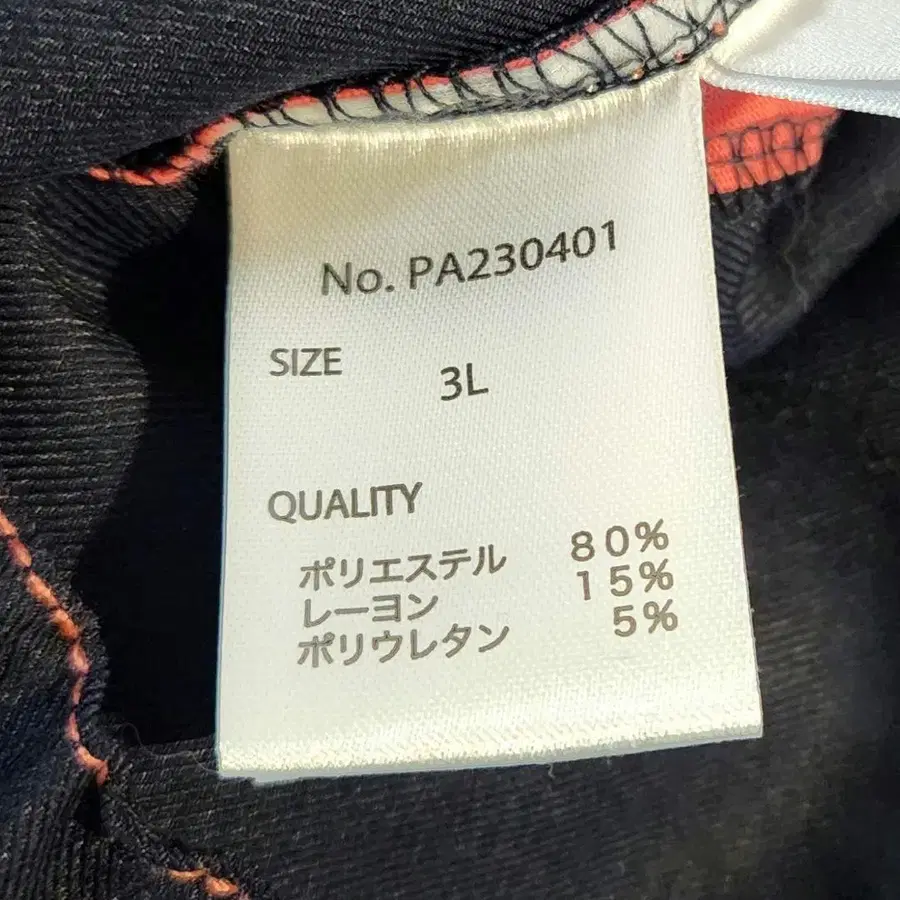 No. PA230401
SIZE
3L
QUALITY
ポリエステル 80%
レーヨン 15%
ポリウレタン 5%